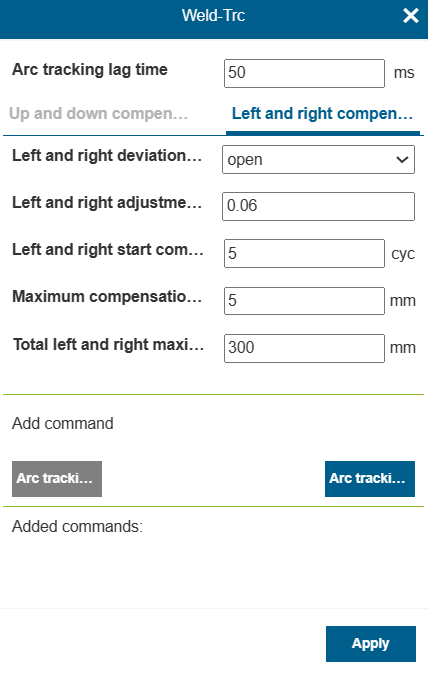 Weld-Trc
Arc tracking lag time 50 ms
Up and down compen… Left and right compen…
Left and right deviation… open
Left and right adjustme… 0.06
Left and right start com… 5 cyc
Maximum compensatio… 5 mm
Total left and right maxi… 300 mm
Add command
Arc tracki… Arc tracki…
Added commands:
Apply